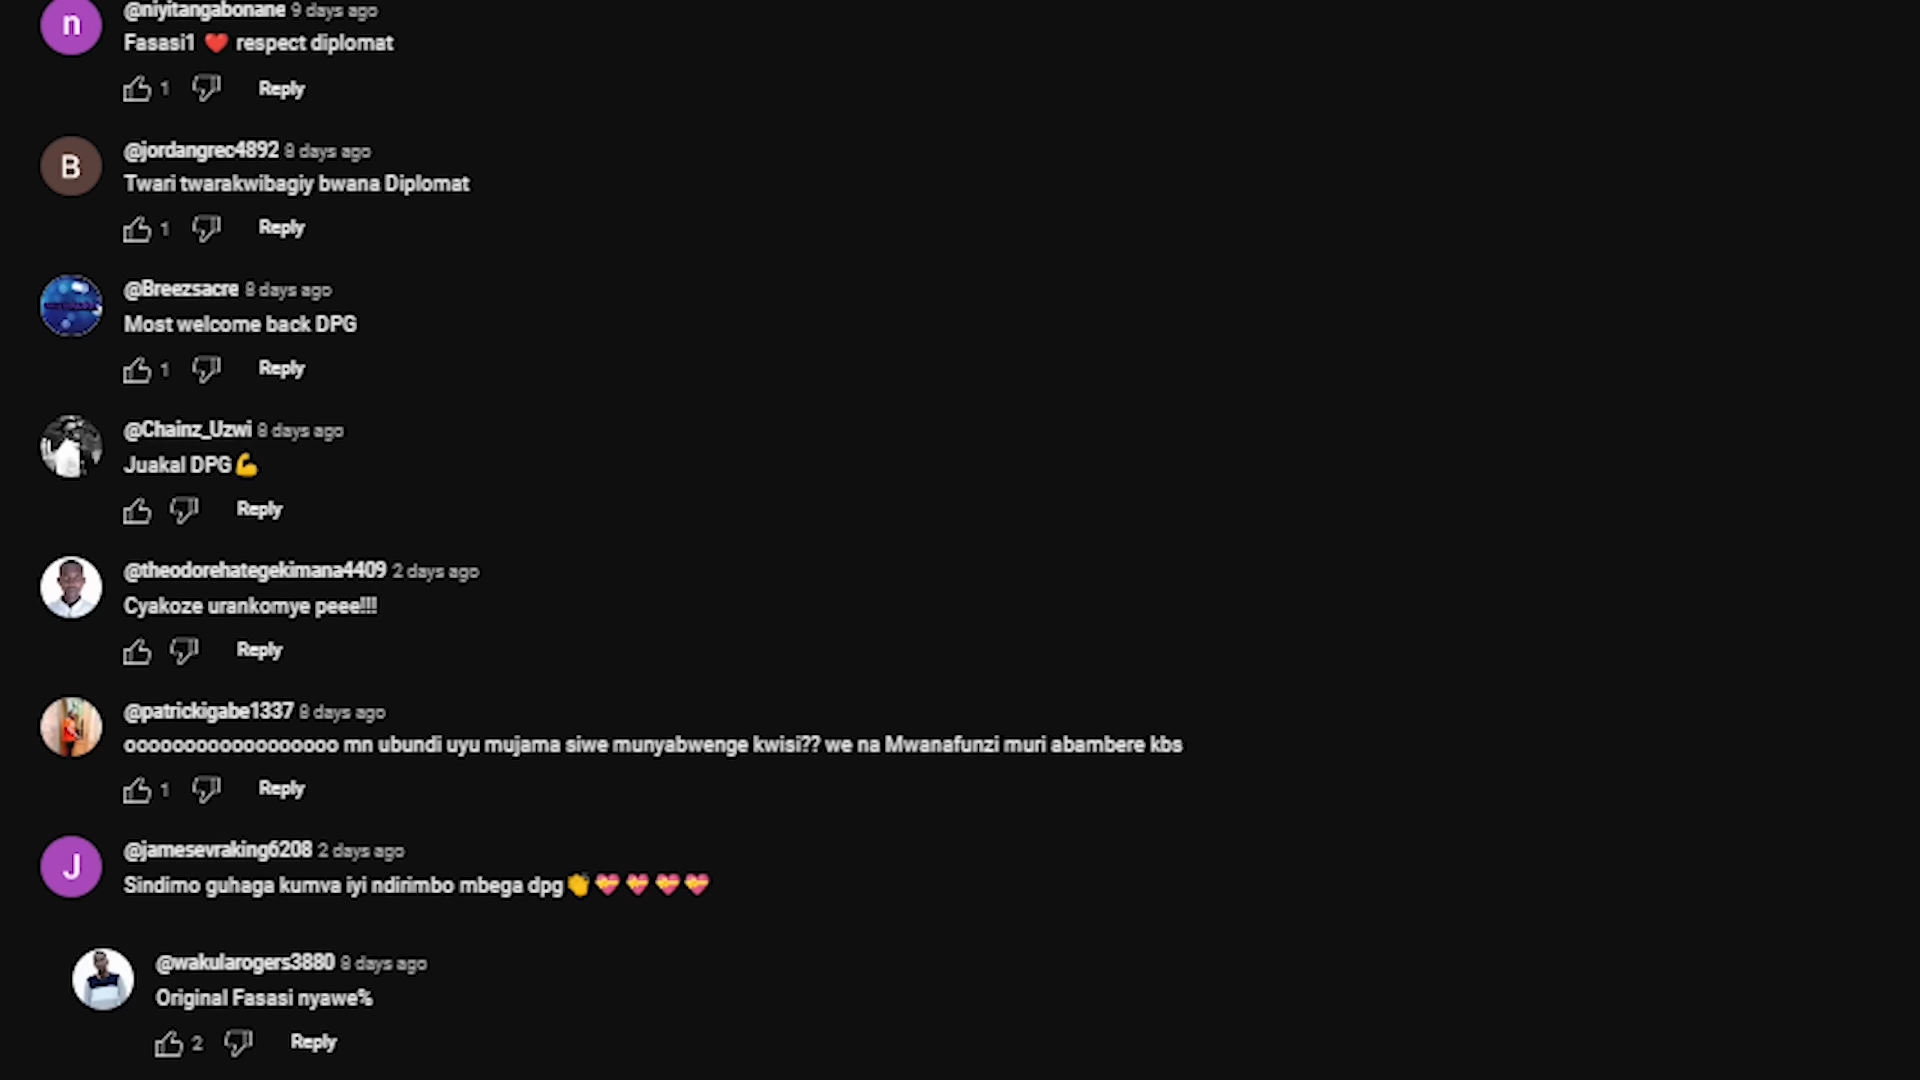 n
@niyitangabonane 9 days ago
Fasasi1 ❤️ respect diplomat
1 Reply
B
@jordangrec4892 8 days ago
Twari twarakwibagiy bwana Diplomat
1 Reply
@Breezsacre 8 days ago
Most welcome back DPG
1 Reply
@Chainz_Uzwi 8 days ago
Juakal DPG💪
Reply
@theodorehategekimana4409 2 days ago
Cyakoze urankomye peee!!!
Reply
@patrickigabe1337 8 days ago
oooooooooooooooooo mn ubundi uyu mujama siwe munyabwenge kwisi?? we na Mwanafunzi muri abambere kbs
1 Reply
J
@jamesevraking6208 2 days ago
Sindimo guhaga kumva iyi ndirimbo mbega dpg👏💝💝💝💝
@wakularogers3880 8 days ago
Original Fasasi nyawe%
2 Reply